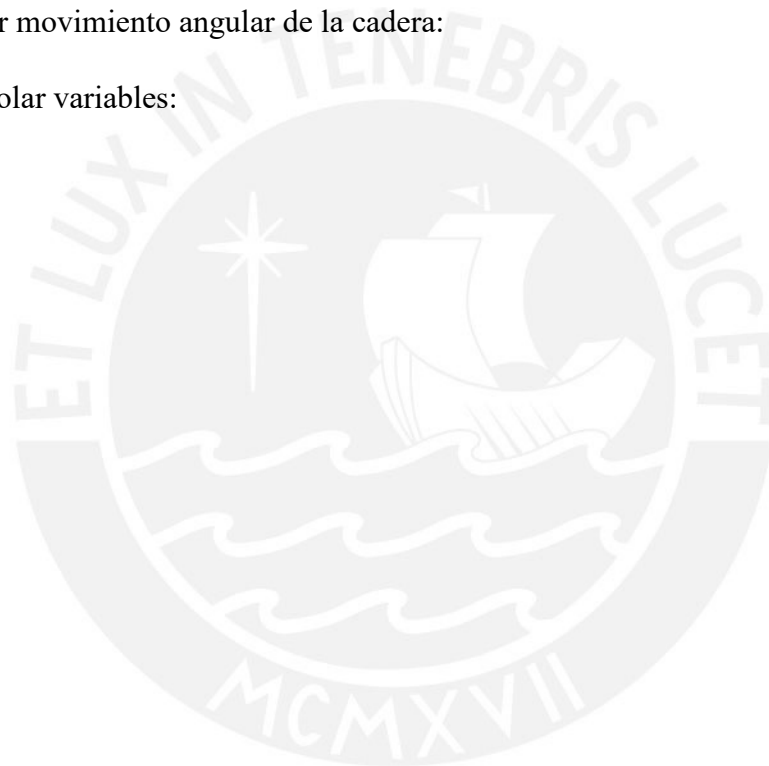 r movimiento angular de la cadera:
olar variables:
ET LUX IN TENEBRIS LUCET
MCMXVII